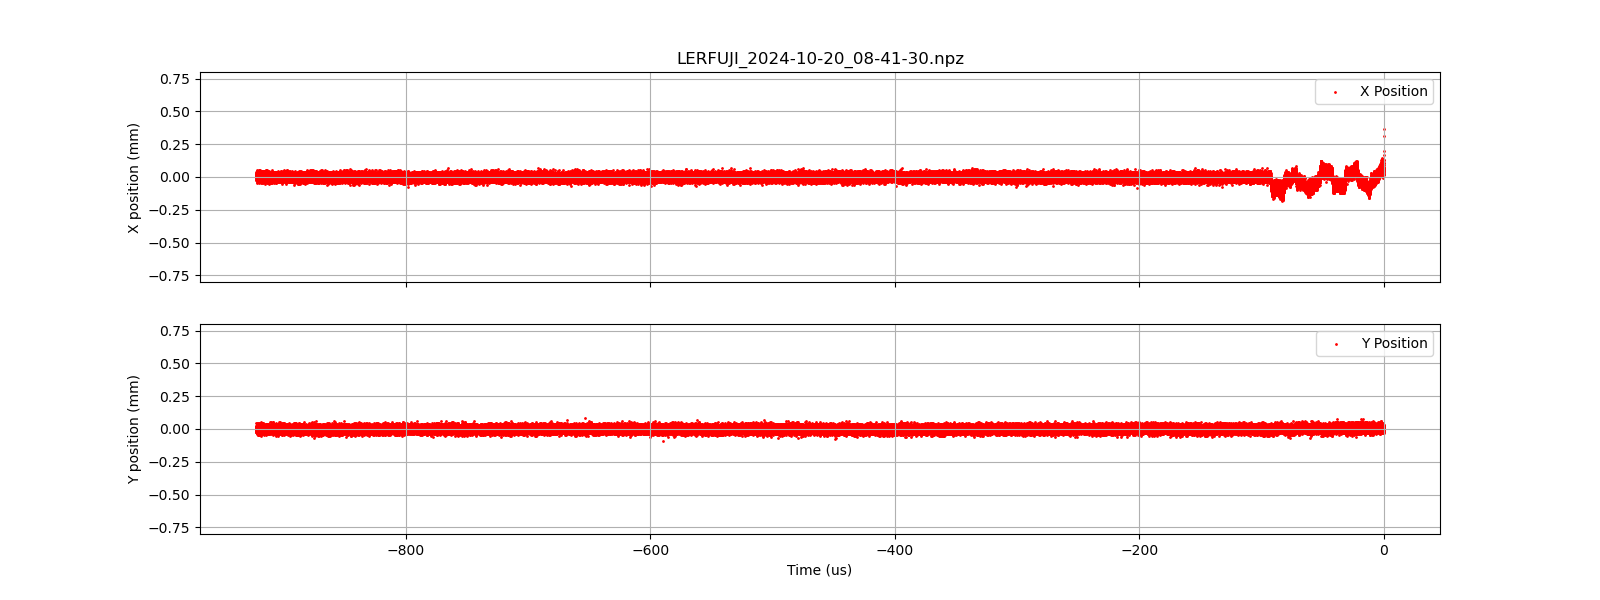 LERFUJI_2024-10-20_08-41-30.npz
X position (mm)
0.75
0.50
0.25
0.00
−0.25
−0.50
−0.75
X Position
Y position (mm)
0.75
0.50
0.25
0.00
−0.25
−0.50
−0.75
Y Position
−800 −600 −400 −200 0
Time (us)